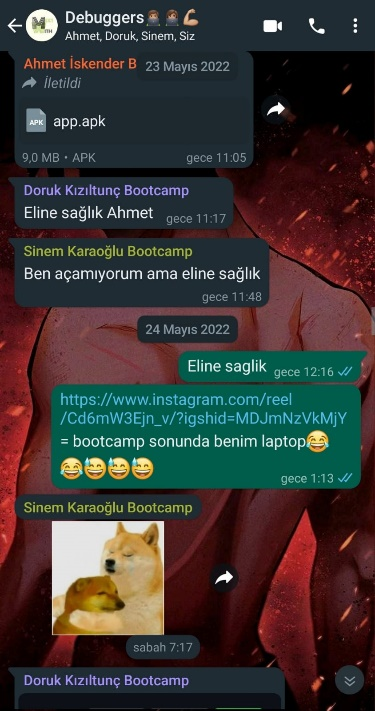 Debuggers
Ahmet, Doruk, Sinem, Siz
Ahmet İskender B
23 Mayıs 2022
İletildi
APK
app.apk
9,0 MB • APK
gece 11:05
Doruk Kızıltunç Bootcamp
Eline sağlık Ahmet
gece 11:17
Sinem Karaoğlu Bootcamp
Ben açamıyorum ama eline sağlık
gece 11:48
24 Mayıs 2022
Eline saglik
gece 12:16
https://www.instagram.com/reel
/Cd6mW3Ejn_v/?igshid=MDJmNzVkMjY
= bootcamp sonunda benim laptop😂
😂😅😅😅
gece 1:13
Sinem Karaoğlu Bootcamp
sabah 7:17
Doruk Kızıltunç Bootcamp